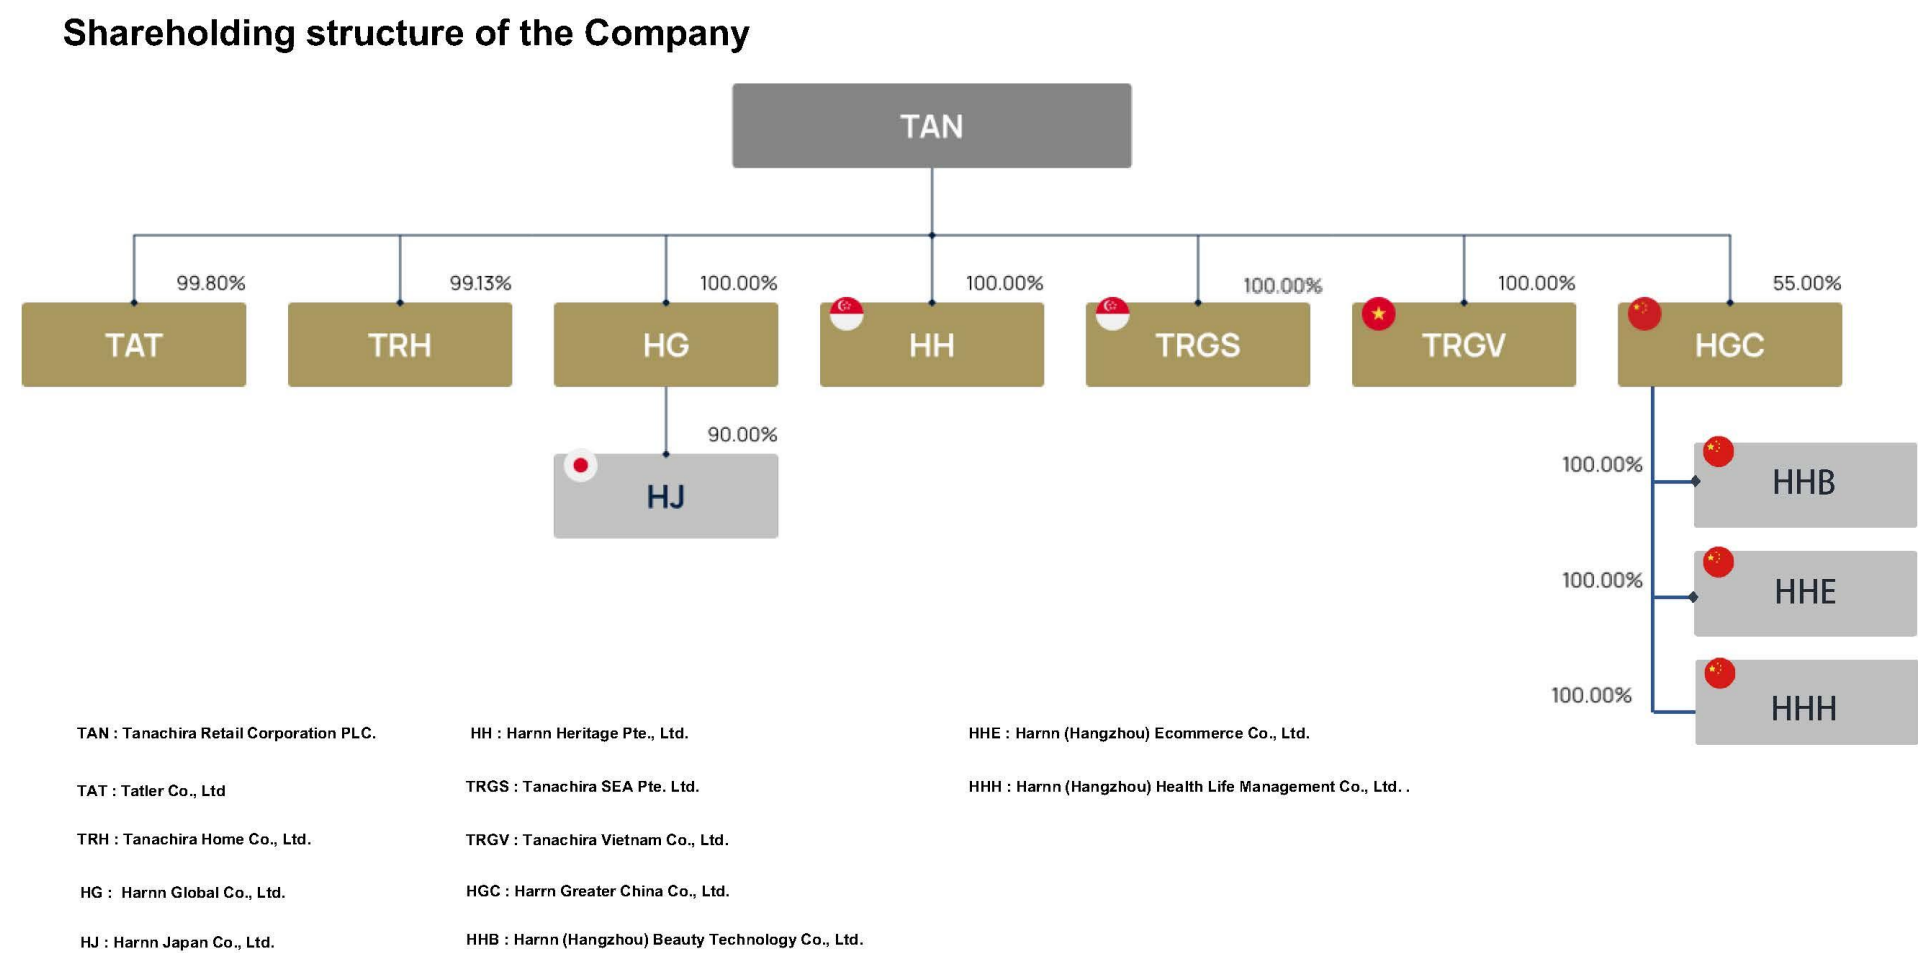 Shareholding structure of the Company
TAN
99.80%
99.13%
100.00%
100.00%
100.00%
100.00%
55.00%
TAT
TRH
HG
HH
TRGS
TRGV
HGC
90.00%
HJ
100.00%
HHB
100.00%
HHE
100.00%
HHH
TAN : Tanachira Retail Corporation PLC.
TAT : Tatler Co., Ltd
TRH : Tanachira Home Co., Ltd.
HG : Harnn Global Co., Ltd.
HJ : Harnn Japan Co., Ltd.
HH : Harnn Heritage Pte., Ltd.
TRGS : Tanachira SEA Pte. Ltd.
TRGV : Tanachira Vietnam Co., Ltd.
HGC : Harrn Greater China Co., Ltd.
HHB : Harnn (Hangzhou) Beauty Technology Co., Ltd.
HHE : Harnn (Hangzhou) Ecommerce Co., Ltd.
HHH : Harnn (Hangzhou) Health Life Management Co., Ltd. .